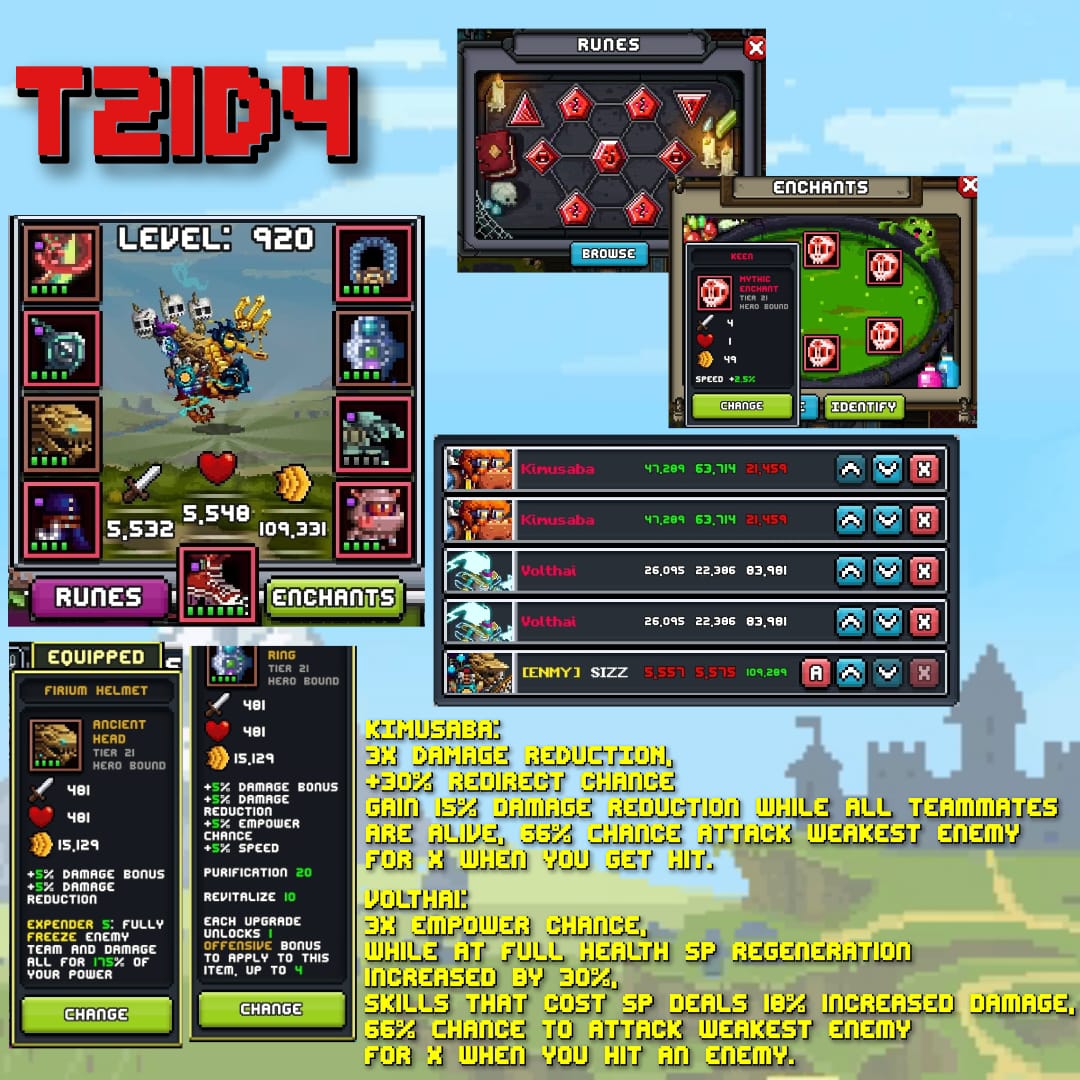 T2ID4
RUNES
BROWSE
ENCHANTS
KEEN
MYTHIC
ENCHANT
TIER 21
HERO BOUND
4
1
49
SPEED +2.5%
CHANGE
IDENTIFY
LEVEL: 920
5,532
5,548
109,331
RUNES
ENCHANTS
Kimusaba 47,289 63,714 21,459
Kimusaba 47,289 63,714 21,459
Volthai 26,095 22,386 83,981
Volthai 26,095 22,386 83,981
[ENMY] SIZZ 5,557 5,575 109,289 A
EQUIPPED
FIRIUM HELMET
ANCIENT
HEAD
TIER 21
HERO BOUND
481
481
15,129
+5% DAMAGE BONUS
+5% DAMAGE
REDUCTION
EXPENDER 5: FULLY
FREEZE ENEMY
TEAM AND DAMAGE
ALL FOR 175% OF
YOUR POWER
CHANGE
RING
TIER 21
HERO BOUND
481
481
15,129
+5% DAMAGE BONUS
+5% DAMAGE
REDUCTION
+5% EMPOWER
CHANCE
+5% SPEED
PURIFICATION 20
REVITALIZE 10
EACH UPGRADE
UNLOCKS 1
OFFENSIVE BONUS
TO APPLY TO THIS
ITEM, UP TO 4
CHANGE
KIMUSABA:
3X DAMAGE REDUCTION,
+30% REDIRECT CHANCE
GAIN 15% DAMAGE REDUCTION WHILE ALL TEAMMATES
ARE ALIVE, 66% CHANCE ATTACK WEAKEST ENEMY
FOR X WHEN YOU GET HIT.
VOLTHAI:
3X EMPOWER CHANCE,
WHILE AT FULL HEALTH SP REGENERATION
INCREASED BY 30%,
SKILLS THAT COST SP DEALS 18% INCREASED DAMAGE,
66% CHANCE TO ATTACK WEAKEST ENEMY
FOR X WHEN YOU HIT AN ENEMY.